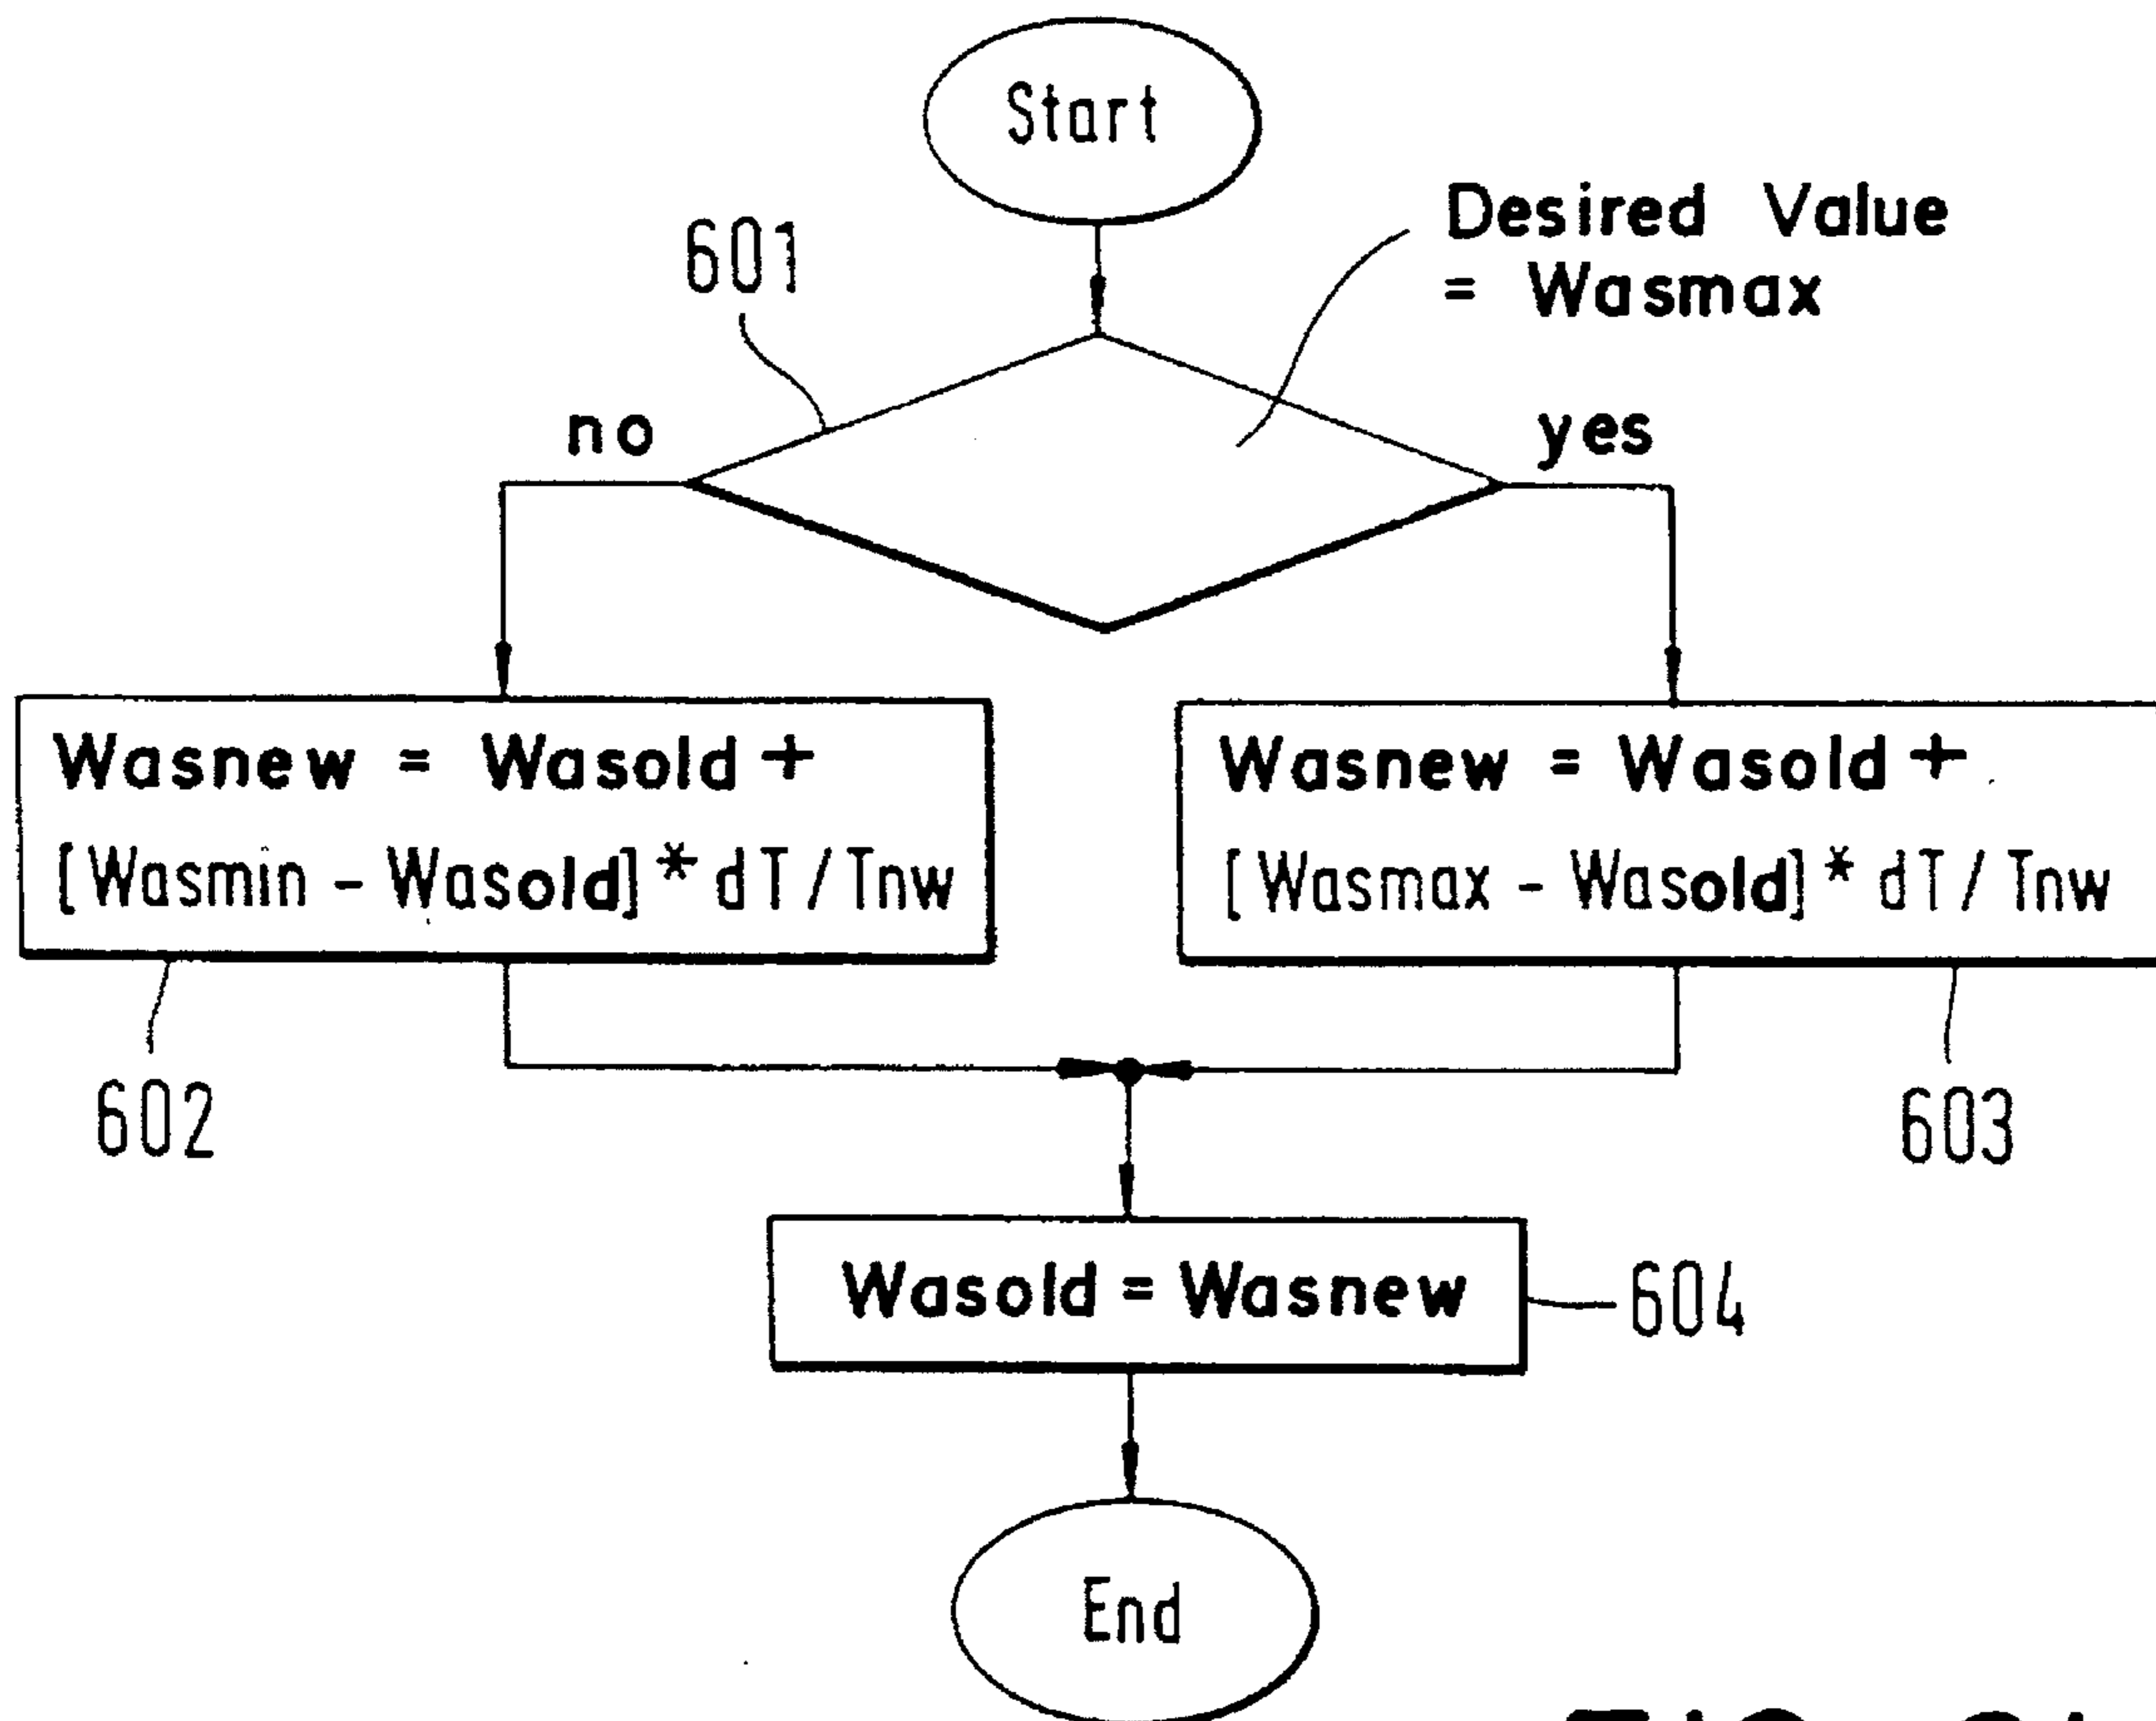 Start
601
Desired Value
= Wasmax
no
yes
Wasnew = Wasold +
[Wasmin - Wasold] * dT / Tnw
Wasnew = Wasold +
[Wasmax - Wasold] * dT / Tnw
602
603
Wasold = Wasnew
604
End